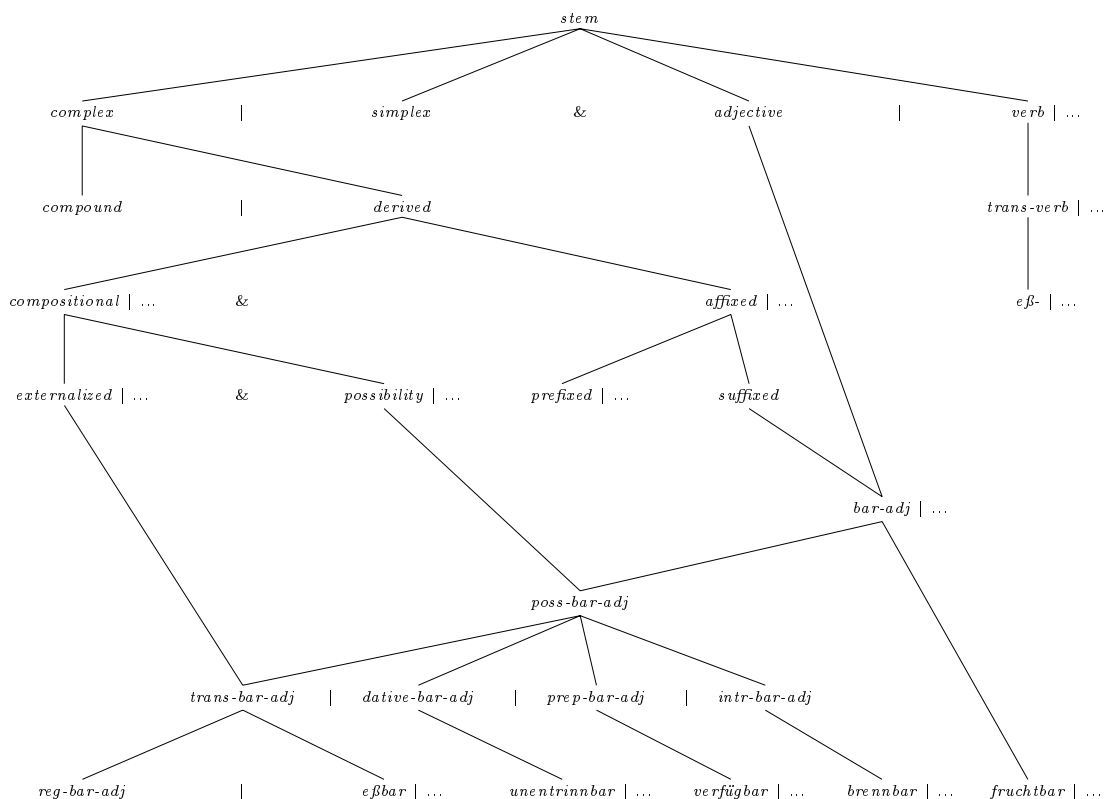 stem
complex | simplex & adjective | verb | ...
compound | derived trans-verb | ...
compositional | ... & affixed | ... eß- | ...
externalized | ... & possibility | ... prefixed | ... suffixed
bar-adj | ...
poss-bar-adj
trans-bar-adj | dative-bar-adj | prep-bar-adj | intr-bar-adj
reg-bar-adj | eßbar | ... unentrinnbar | ... verfügbar | ... brennbar | ... fruchtbar | ...